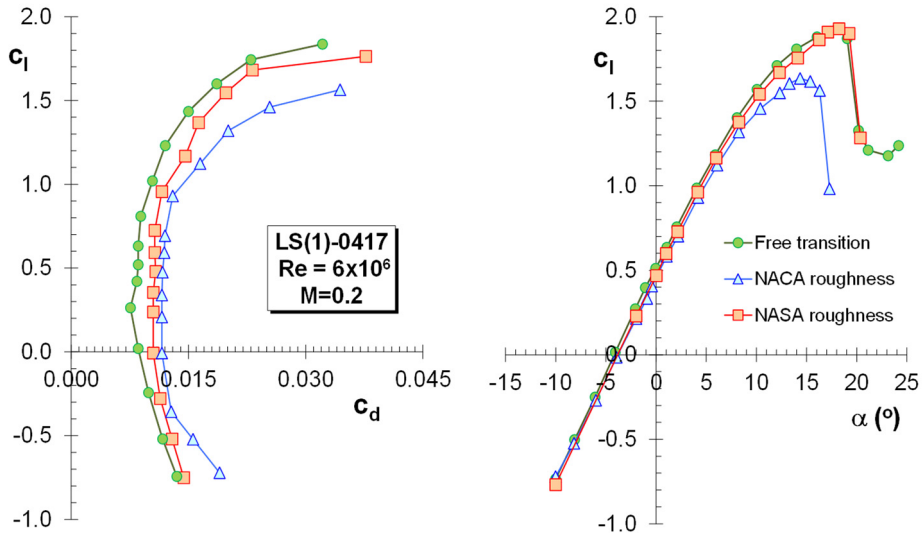 2.0
c_l
1.5
1.0
0.5
0.0
-0.5
-1.0
0.000
0.015
0.030
0.045
c_d
LS(1)-0417
Re = 6x10⁶
M=0.2
2.0
c_l
1.5
1.0
0.5
0.0
-0.5
-1.0
-15
-10
-5
0
5
10
15
20
25
α (°)
Free transition
NACA roughness
NASA roughness